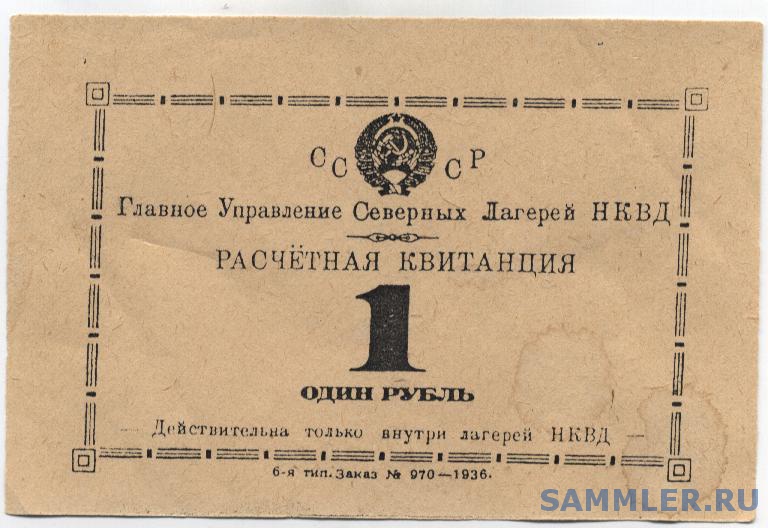 СССР
Главное Управление Северных Лагерей НКВД
РАСЧЁТНАЯ КВИТАНЦИЯ
1
ОДИН РУБЛЬ
— Действительна только внутри лагерей НКВД —
6-я тип. Заказ № 970—1936.
SAMMLER.RU